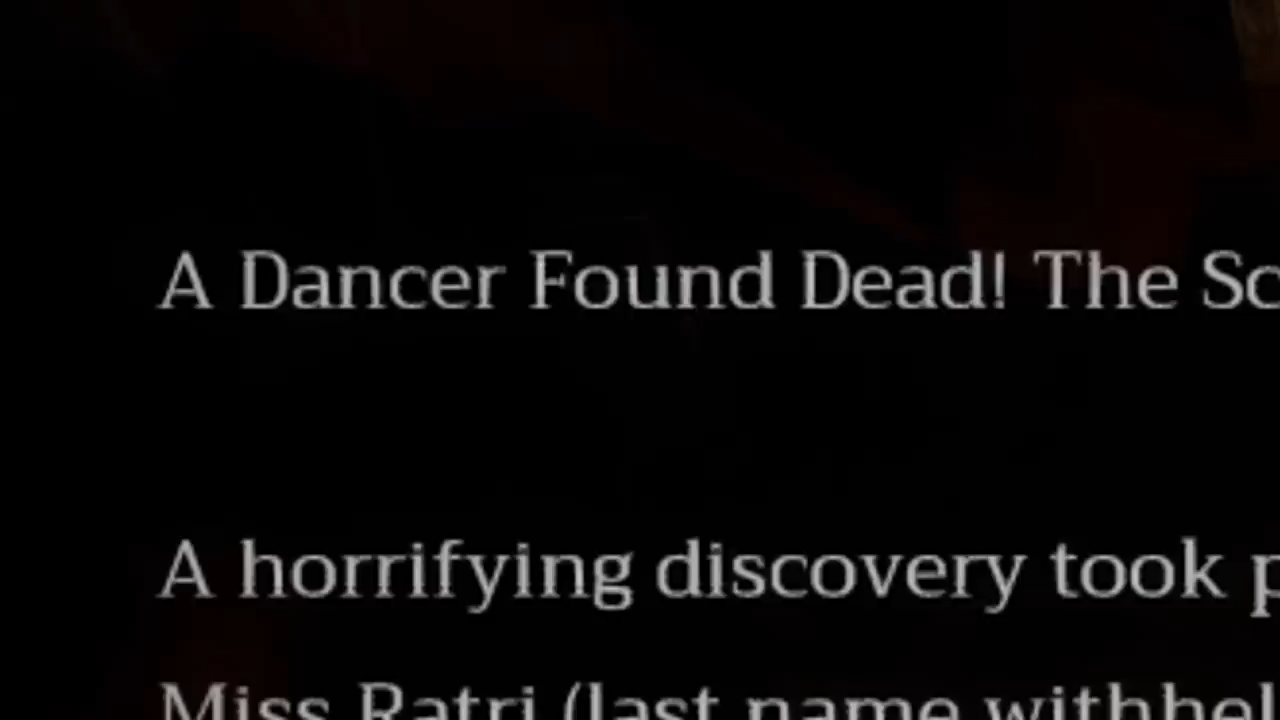 A Dancer Found Dead! The
A horrifying discovery took
Miss Ratri (last name